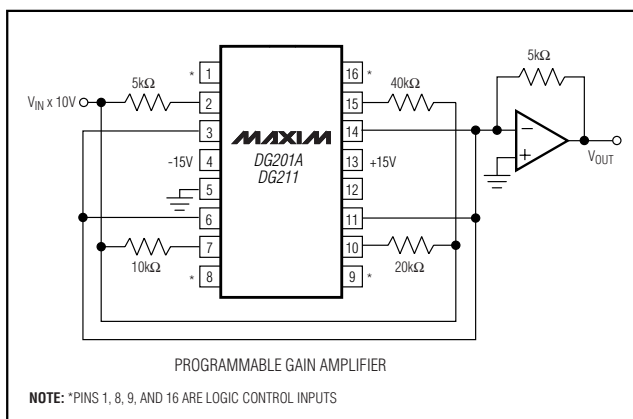 5kΩ
* 1
16 *
5kΩ
40kΩ
VIN x 10V
2
15
3
MAXIM
14
-15V
4
DG201A
13
+15V
DG211
5
12
VOUT
6
11
7
10
10kΩ
20kΩ
* 8
9 *
PROGRAMMABLE GAIN AMPLIFIER
NOTE: *PINS 1, 8, 9, AND 16 ARE LOGIC CONTROL INPUTS